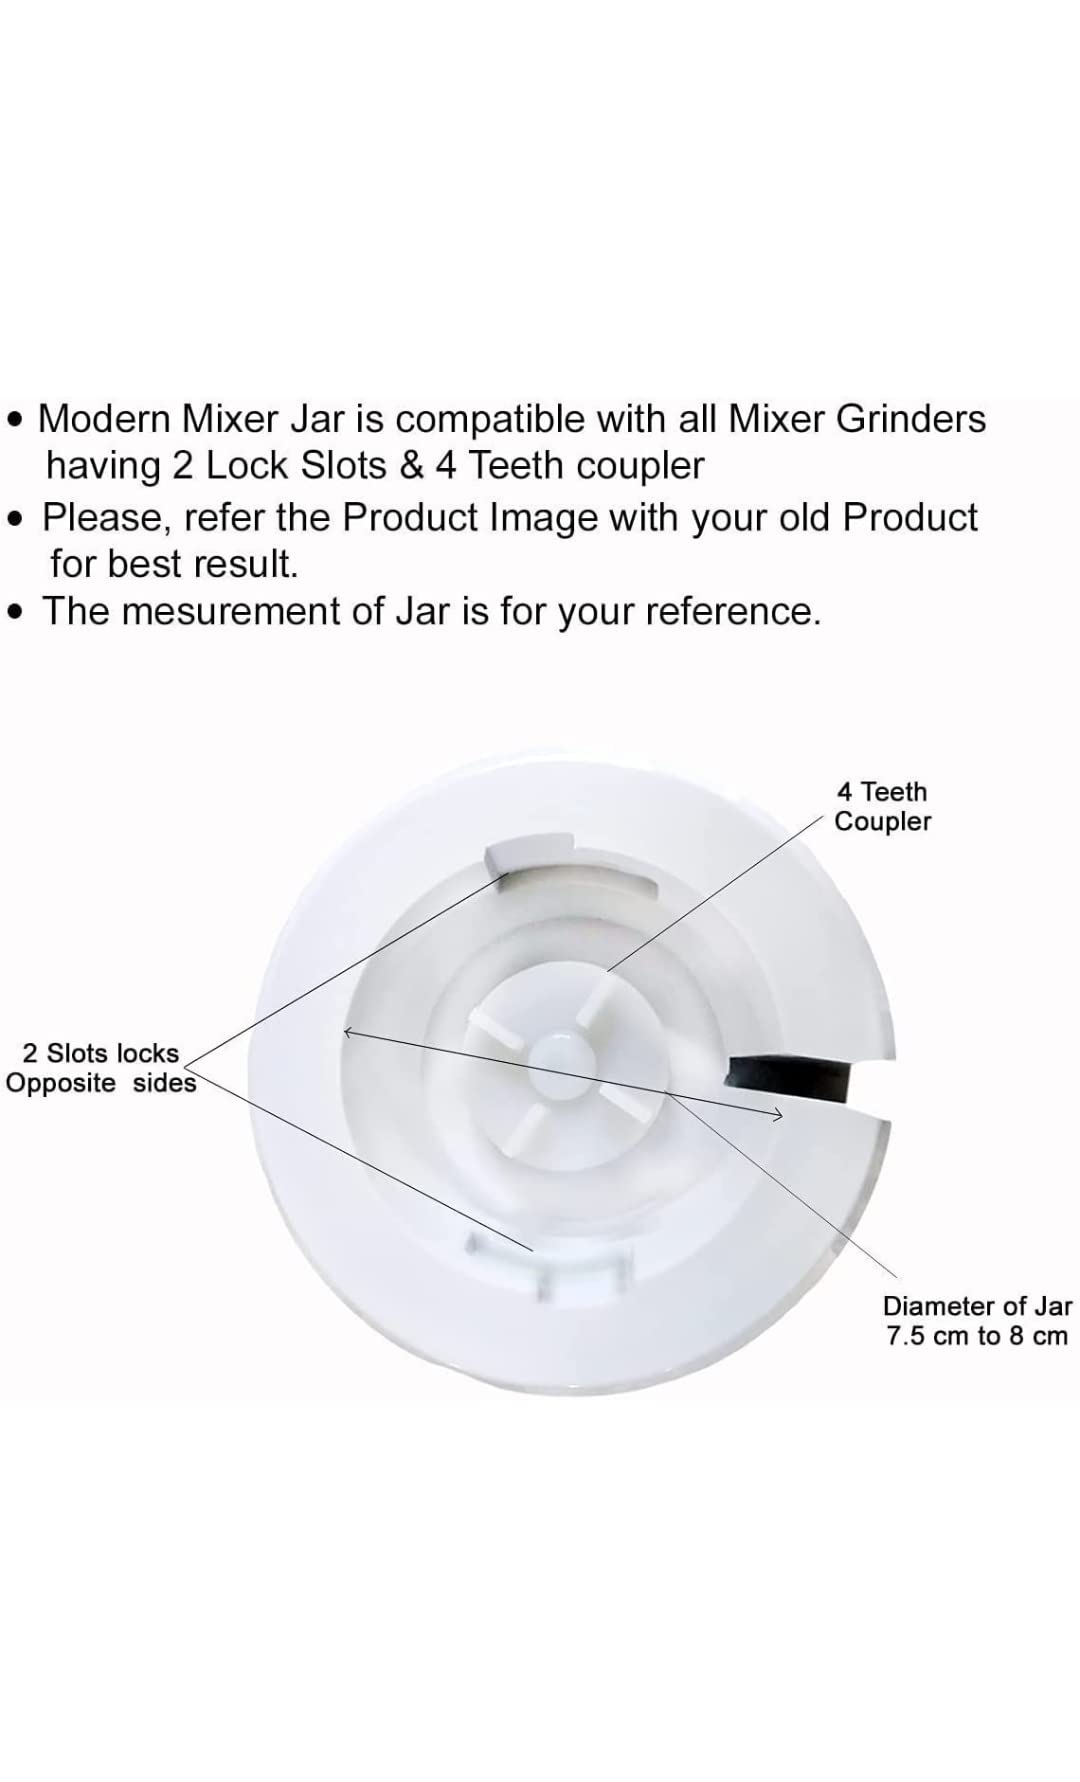 • Modern Mixer Jar is compatible with all Mixer Grinders
having 2 Lock Slots & 4 Teeth coupler
• Please, refer the Product Image with your old Product
for best result.
• The mesurement of Jar is for your reference.
4 Teeth
Coupler
2 Slots locks
Opposite sides
Diameter of Jar
7.5 cm to 8 cm